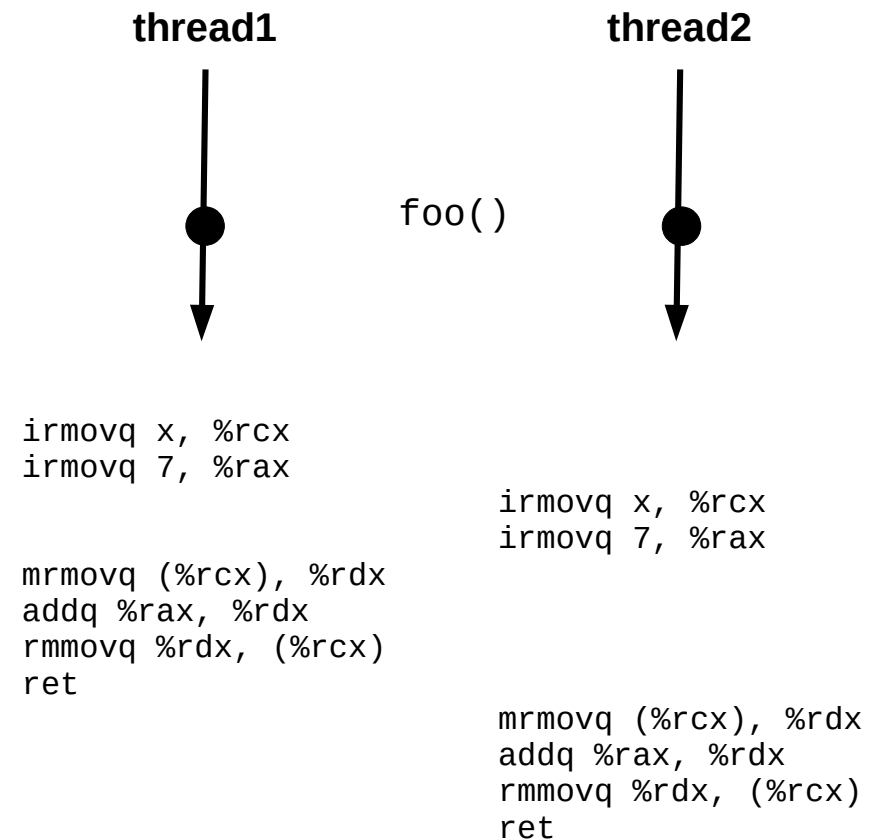 thread1
thread2
foo()
irmovq x, %rcx
irmovq 7, %rax
irmovq x, %rcx
irmovq 7, %rax
mrmovq (%rcx), %rdx
addq %rax, %rdx
rmmovq %rdx, (%rcx)
ret
mrmovq (%rcx), %rdx
addq %rax, %rdx
rmmovq %rdx, (%rcx)
ret